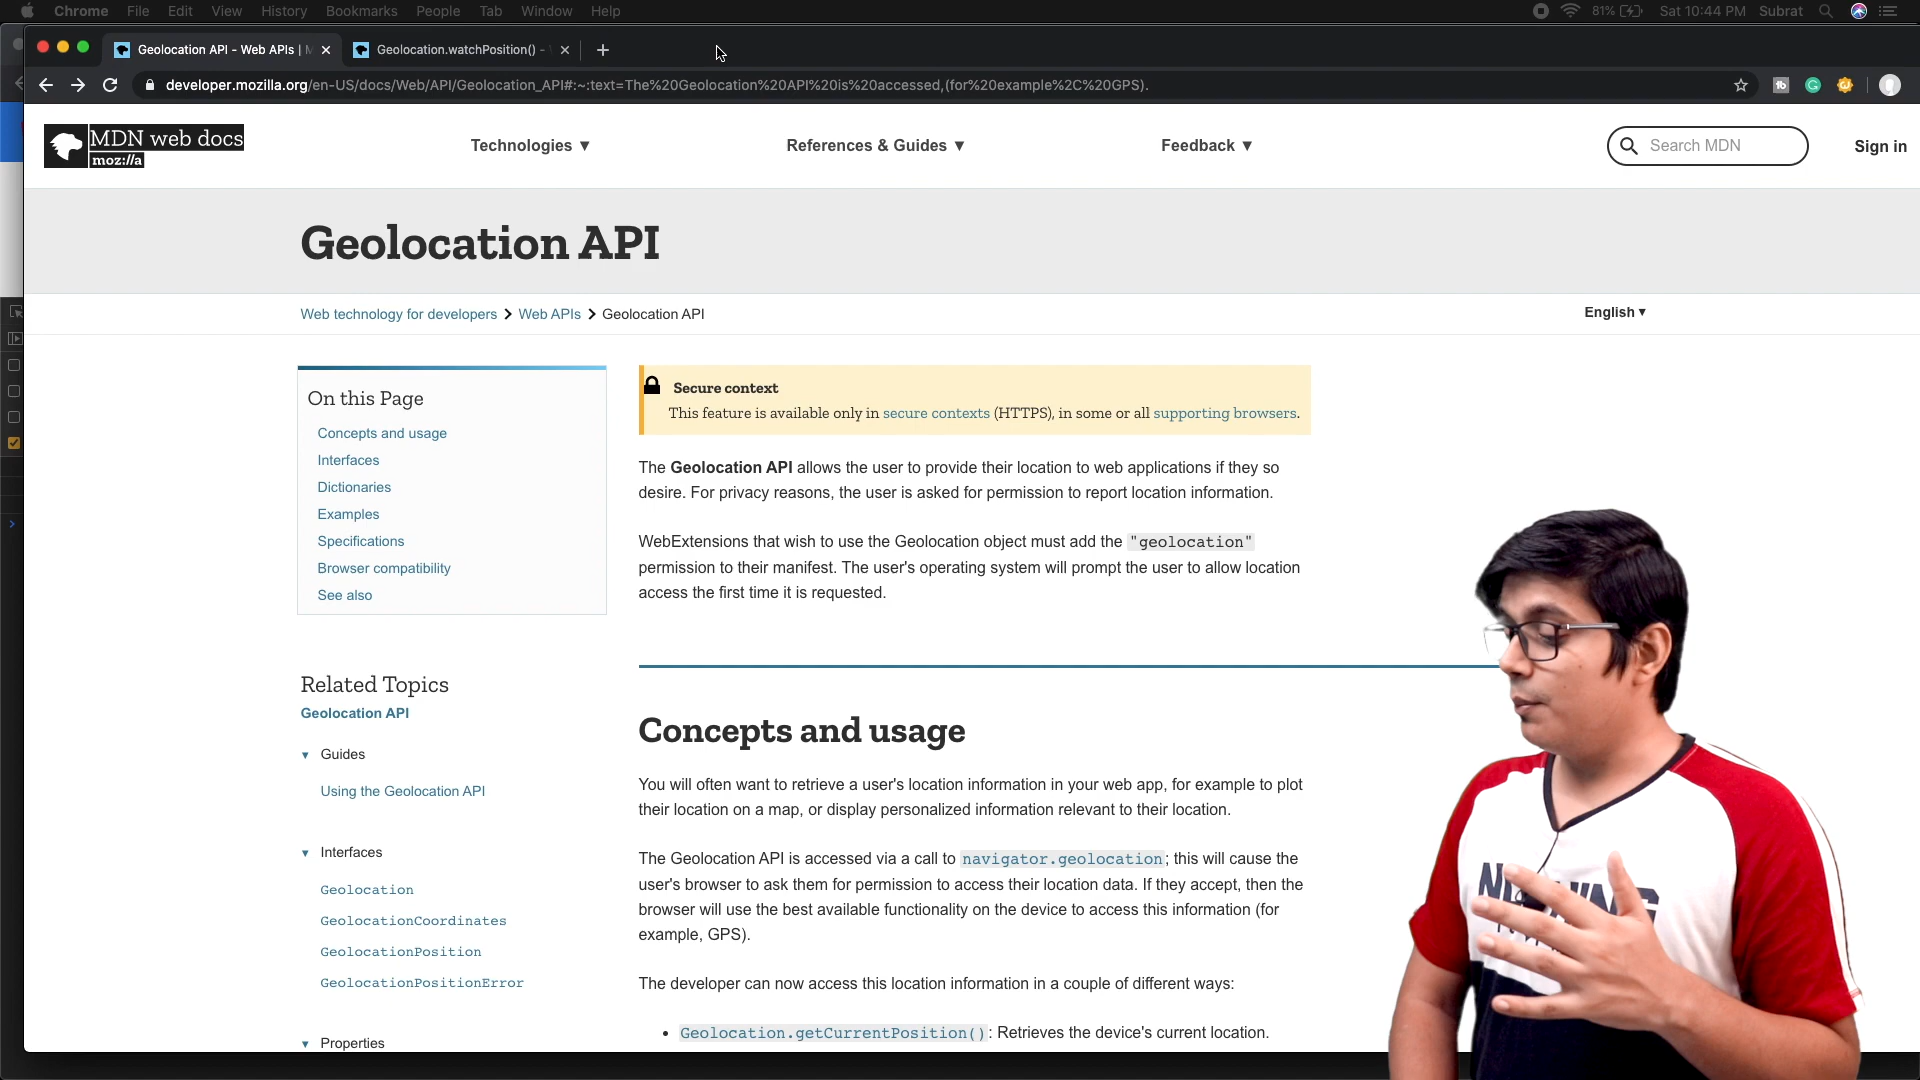 Chrome File Edit View History Bookmarks People Tab Window Help 81% Sat 10:44 PM Subrat
Geolocation API - Web APIs | M Geolocation.watchPosition() -
developer.mozilla.org/en-US/docs/Web/API/Geolocation_API#:~:text=The%20Geolocation%20API%20is%20accessed,(for%20example%2C%20GPS).
MDN web docs
moz://a
Technologies ▼ References & Guides ▼ Feedback ▼ Search MDN Sign in
Geolocation API
Web technology for developers > Web APIs > Geolocation API English ▼
On this Page
Concepts and usage
Interfaces
Dictionaries
Examples
Specifications
Browser compatibility
See also
Related Topics
Geolocation API
▼ Guides
Using the Geolocation API
▼ Interfaces
Geolocation
GeolocationCoordinates
GeolocationPosition
GeolocationPositionError
▼ Properties
Secure context
This feature is available only in secure contexts (HTTPS), in some or all supporting browsers.
The Geolocation API allows the user to provide their location to web applications if they so
desire. For privacy reasons, the user is asked for permission to report location information.
WebExtensions that wish to use the Geolocation object must add the "geolocation"
permission to their manifest. The user's operating system will prompt the user to allow location
access the first time it is requested.
Concepts and usage
You will often want to retrieve a user's location information in your web app, for example to plot
their location on a map, or display personalized information relevant to their location.
The Geolocation API is accessed via a call to navigator.geolocation; this will cause the
user's browser to ask them for permission to access their location data. If they accept, then the
browser will use the best available functionality on the device to access this information (for
example, GPS).
The developer can now access this location information in a couple of different ways:
• Geolocation.getCurrentPosition(): Retrieves the device's current location.